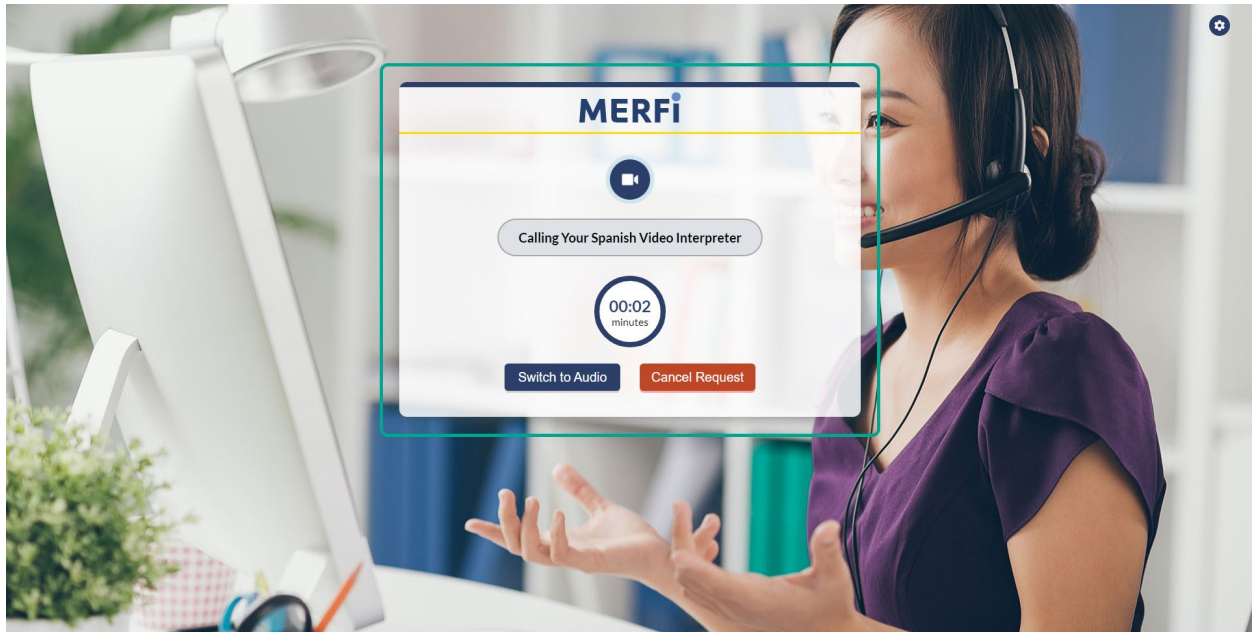 MERFi
Calling Your Spanish Video Interpreter
00:02
minutes
Switch to Audio
Cancel Request